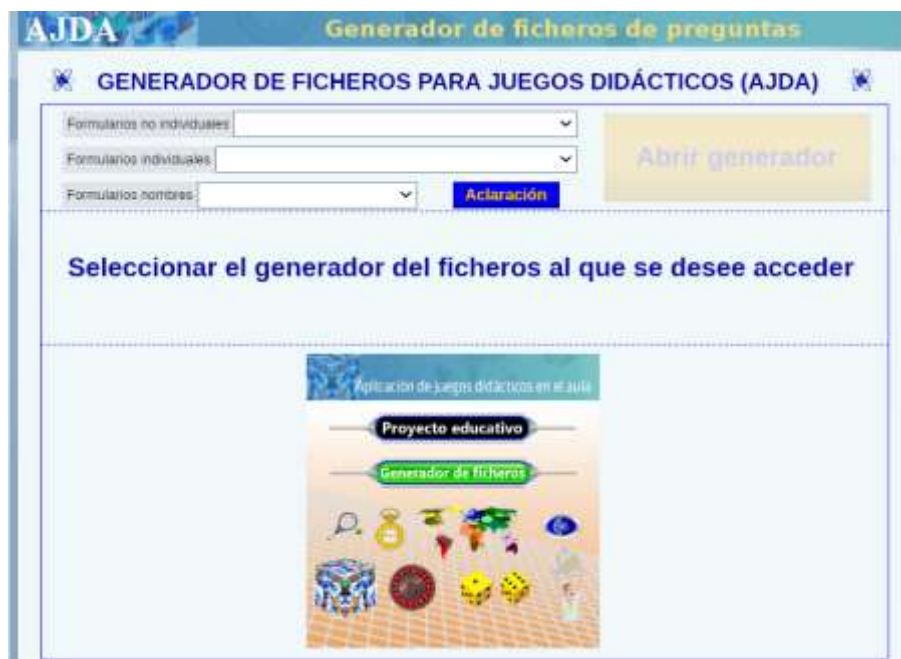 AJDA
Generador de ficheros de preguntas
GENERADOR DE FICHEROS PARA JUEGOS DIDÁCTICOS (AJDA)
Formularios no individuales
Abrir generador
Formularios individuales
Formularios nombres
Aclaración
Seleccionar el generador del ficheros al que se desee acceder
Aplicación de juegos didácticos en el aula
Proyecto educativo
Generador de ficheros